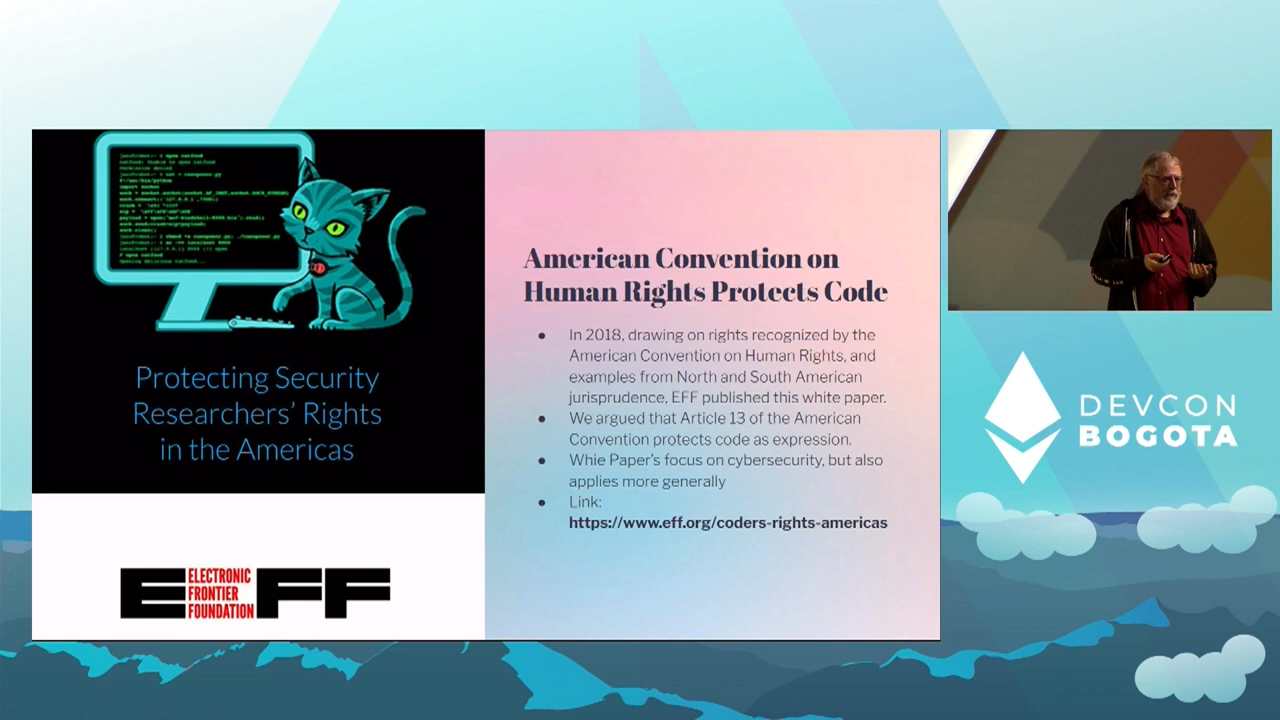 Protecting Security
Researchers' Rights
in the Americas
EFF
ELECTRONIC
FRONTIER
FOUNDATION
American Convention on
Human Rights Protects Code
● In 2018, drawing on rights recognized by the
American Convention on Human Rights, and
examples from North and South American
jurisprudence, EFF published this white paper.
● We argued that Article 13 of the American
Convention protects code as expression.
● Whie Paper's focus on cybersecurity, but also
applies more generally
● Link:
https://www.eff.org/coders-rights-americas
DEVCON
BOGOTA